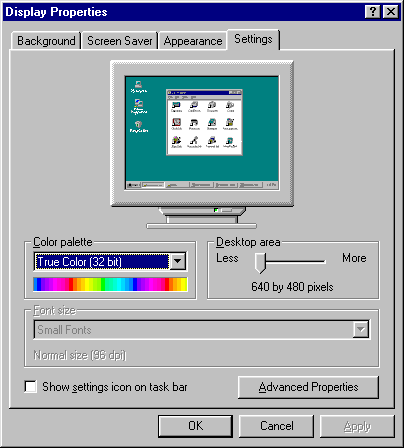 Display Properties
Background
Screen Saver
Appearance
Settings
Color palette
True Color (32 bit)
Desktop area
Less
More
640 by 480 pixels
Font size
Small Fonts
Normal size (96 dpi)
Show settings icon on task bar
Advanced Properties
OK
Cancel
Apply